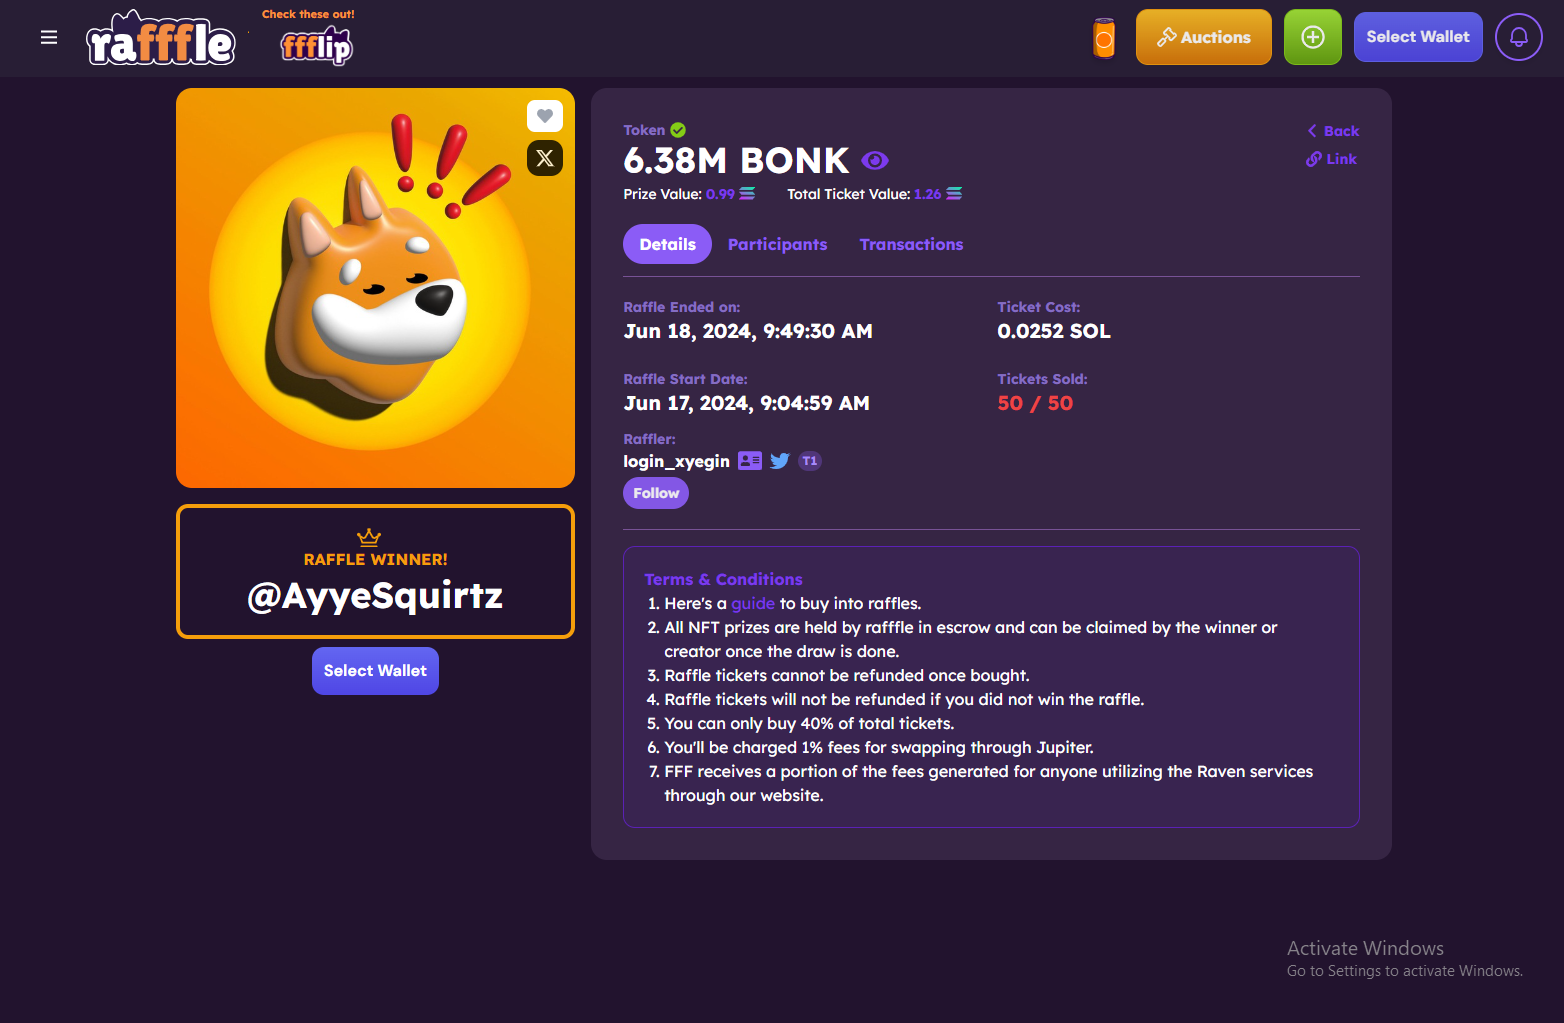 rafffle
Check these out!
ffflip
Auctions
Select Wallet
Token
6.38M BONK
Prize Value: 0.99
Total Ticket Value: 1.26
Back
Link
Details
Participants
Transactions
Raffle Ended on:
Jun 18, 2024, 9:49:30 AM
Ticket Cost:
0.0252 SOL
Raffle Start Date:
Jun 17, 2024, 9:04:59 AM
Tickets Sold:
50 / 50
Raffler:
login_xyegin T1
Follow
RAFFLE WINNER!
@AyyeSquirtz
Select Wallet
Terms & Conditions
1. Here's a guide to buy into raffles.
2. All NFT prizes are held by rafffle in escrow and can be claimed by the winner or
creator once the draw is done.
3. Raffle tickets cannot be refunded once bought.
4. Raffle tickets will not be refunded if you did not win the raffle.
5. You can only buy 40% of total tickets.
6. You'll be charged 1% fees for swapping through Jupiter.
7. FFF receives a portion of the fees generated for anyone utilizing the Raven services
through our website.
Activate Windows
Go to Settings to activate Windows.